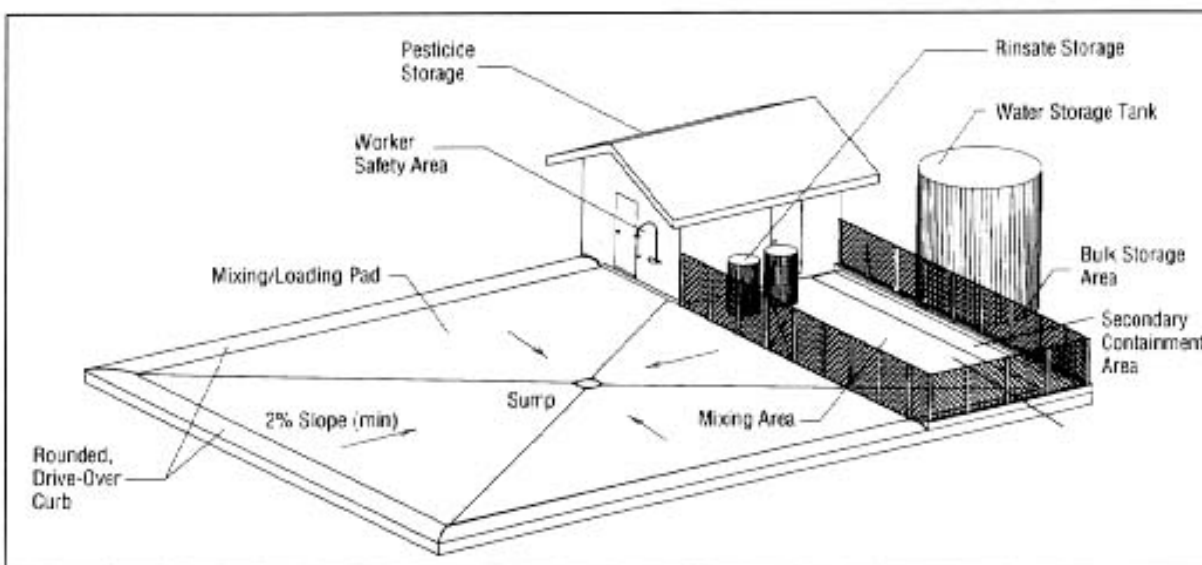 Pesticice
Storage
Rinsate Storage
Water Storage Tank
Worker
Safety Area
Mixing/Loading Pad
Bulk Storage
Area
Secondary
Containment
Area
Sump
Mixing Area
2% Slope (min)
Rounded,
Drive-Over
Curb